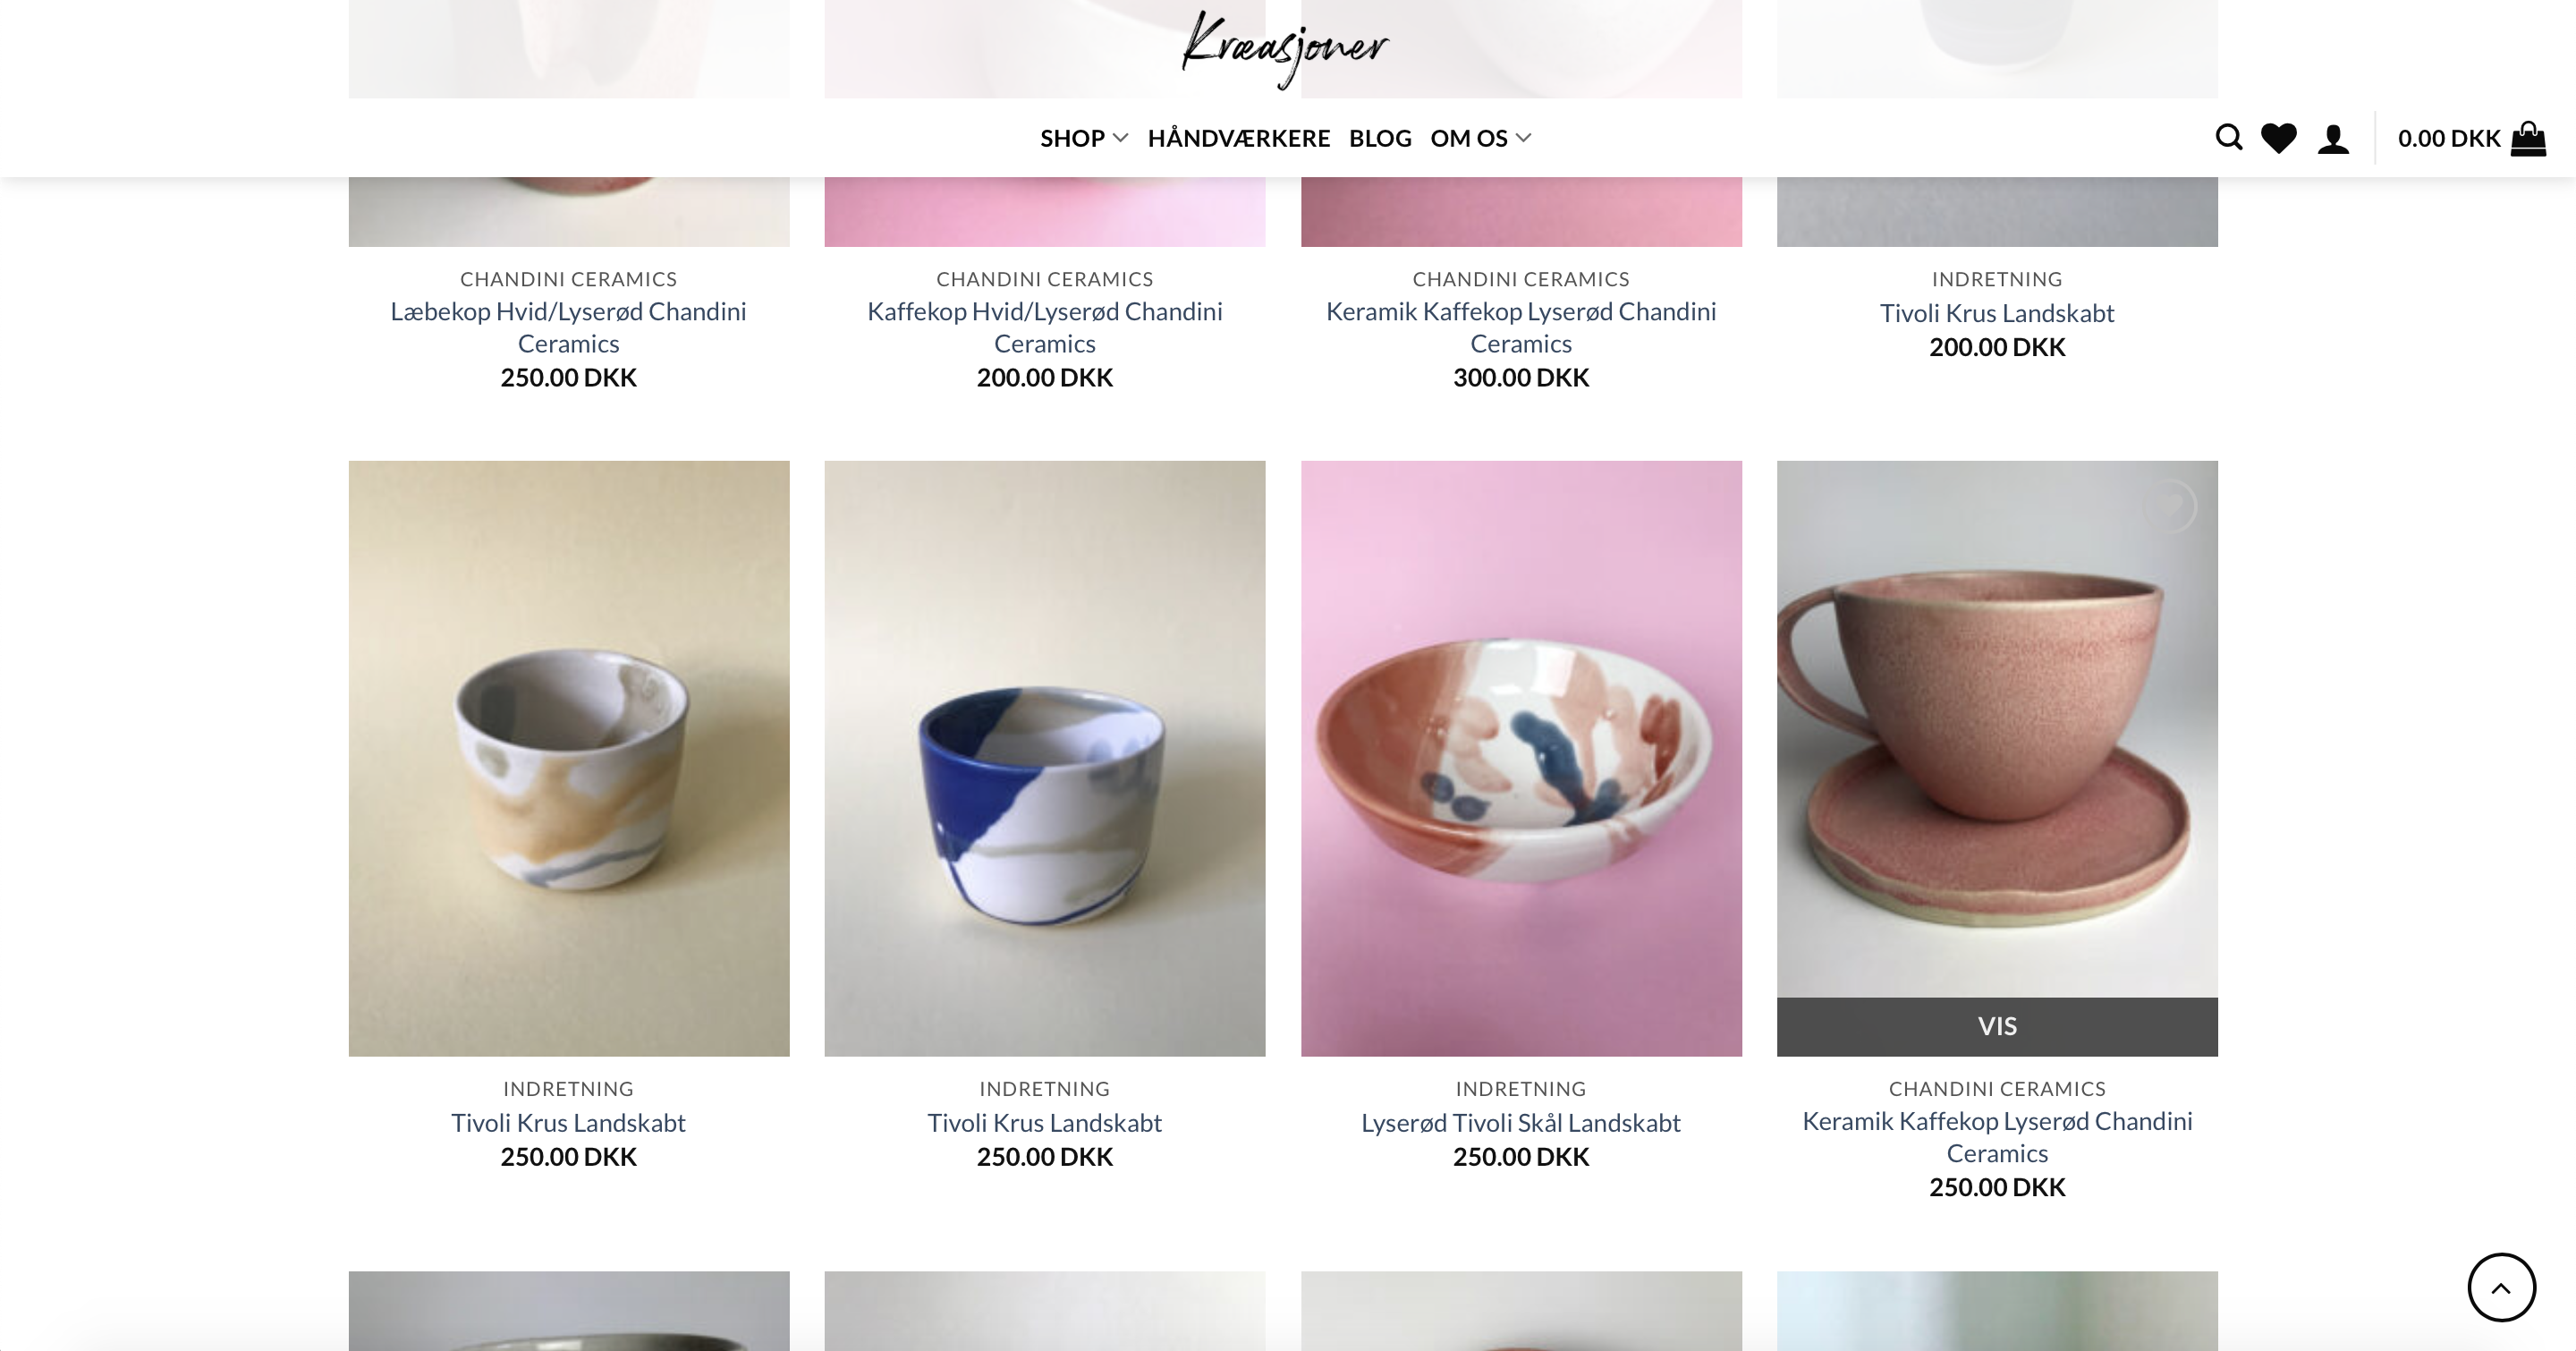 Kræasjoner
SHOP HÅNDVÆRKERE BLOG OM OS 0.00 DKK
CHANDINI CERAMICS
Læbekop Hvid/Lyserød Chandini
Ceramics
250.00 DKK
CHANDINI CERAMICS
Kaffekop Hvid/Lyserød Chandini
Ceramics
200.00 DKK
CHANDINI CERAMICS
Keramik Kaffekop Lyserød Chandini
Ceramics
300.00 DKK
INDRETNING
Tivoli Krus Landskabt
200.00 DKK
INDRETNING
Tivoli Krus Landskabt
250.00 DKK
INDRETNING
Tivoli Krus Landskabt
250.00 DKK
INDRETNING
Lyserød Tivoli Skål Landskabt
250.00 DKK
VIS
CHANDINI CERAMICS
Keramik Kaffekop Lyserød Chandini
Ceramics
250.00 DKK